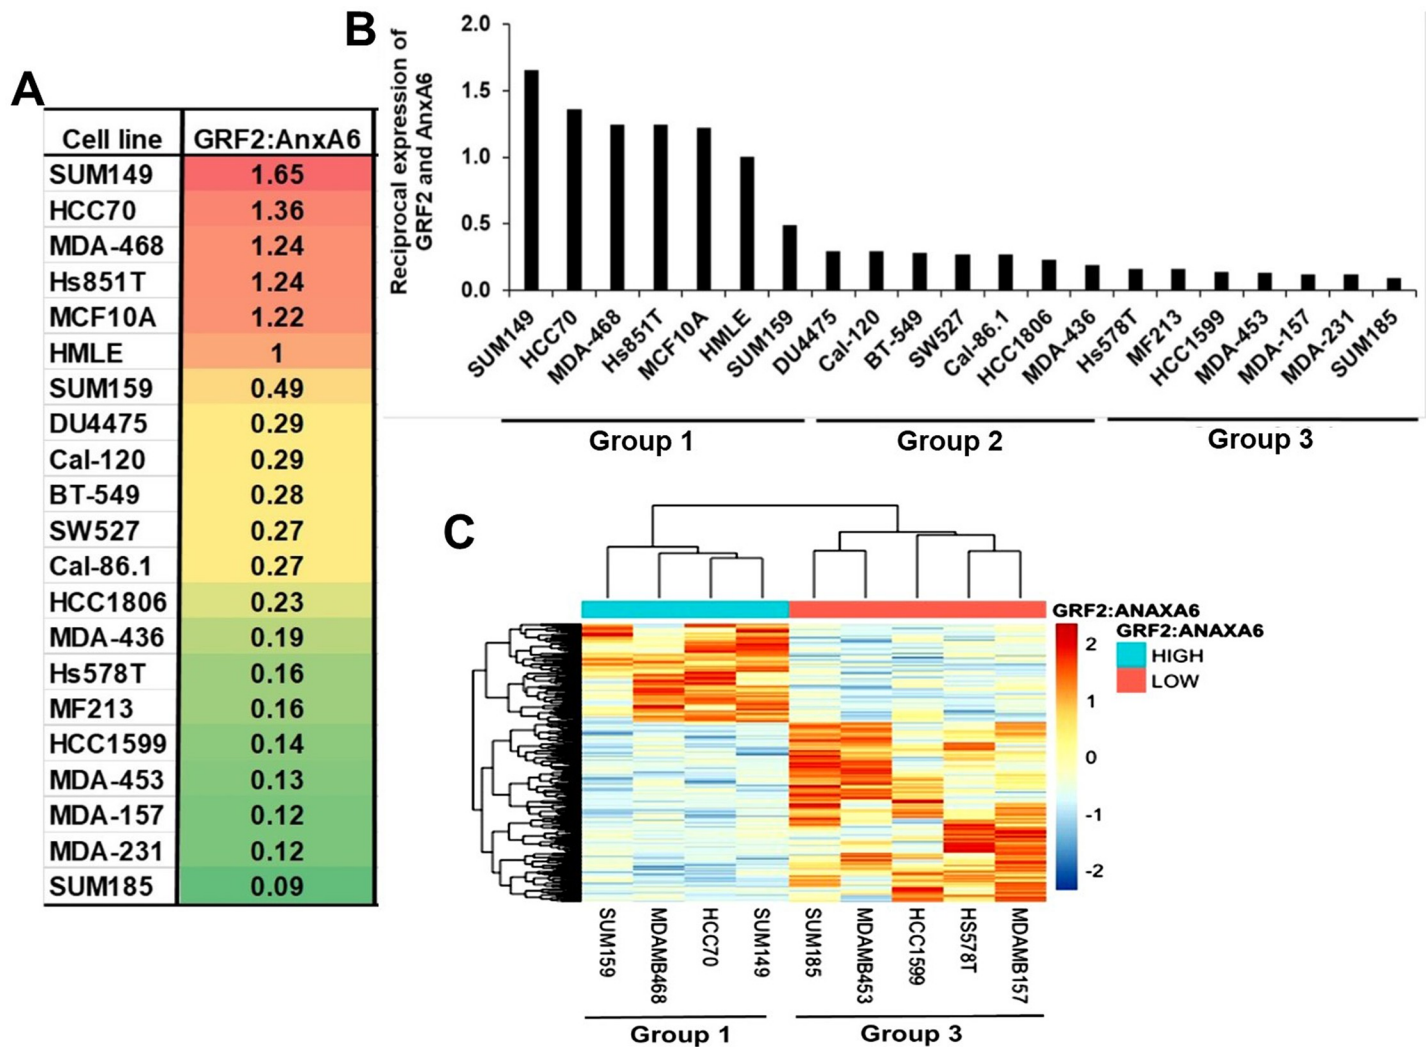 A
Cell line GRF2:AnxA6
SUM149 1.65
HCC70 1.36
MDA-468 1.24
Hs851T 1.24
MCF10A 1.22
HMLE 1
SUM159 0.49
DU4475 0.29
Cal-120 0.29
BT-549 0.28
SW527 0.27
Cal-86.1 0.27
HCC1806 0.23
MDA-436 0.19
Hs578T 0.16
MF213 0.16
HCC1599 0.14
MDA-453 0.13
MDA-157 0.12
MDA-231 0.12
SUM185 0.09
B
Reciprocal expression of
GRF2 and AnxA6
2.0
1.5
1.0
0.5
0.0
SUM149
HCC70
MDA-468
Hs851T
MCF10A
HMLE
SUM159
DU4475
Cal-120
BT-549
SW527
Cal-86.1
HCC1806
MDA-436
Hs578T
MF213
HCC1599
MDA-453
MDA-157
MDA-231
SUM185
Group 1
Group 2
Group 3
C
GRF2:ANAXA6
GRF2:ANAXA6
HIGH
LOW
2
1
0
-1
-2
SUM159
MDAMB468
HCC70
SUM149
SUM185
MDAMB453
HCC1599
HS578T
MDAMB157
Group 1
Group 3